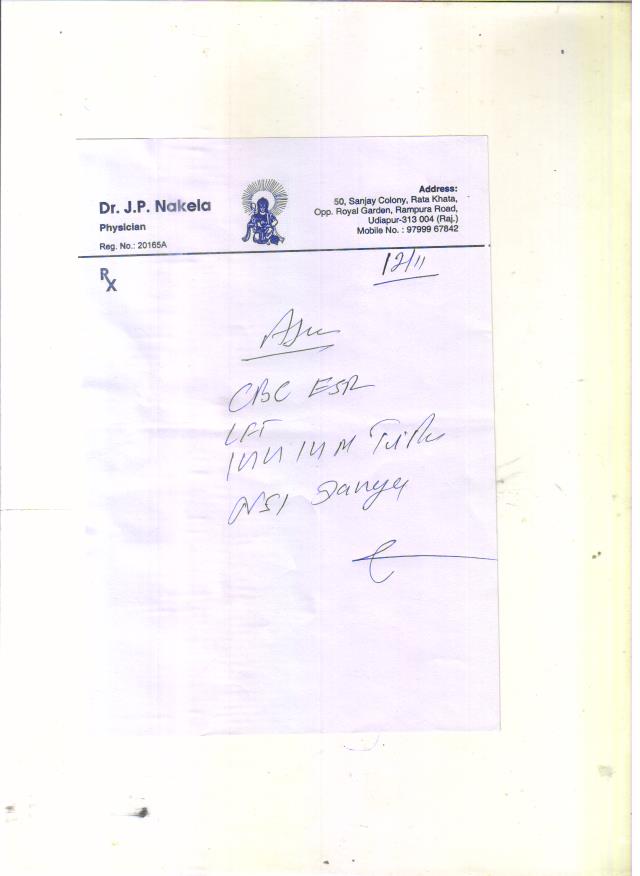 Dr. J.P. Nakela
Physician
Reg. No.: 20165A
Address:
50, Sanjay Colony, Rata Khata,
Opp. Royal Garden, Rampura Road,
Udiapur-313 004 (Raj.)
Mobile No. : 97999 67842
Rx
12/11
CBC ESR
LFT
NSI